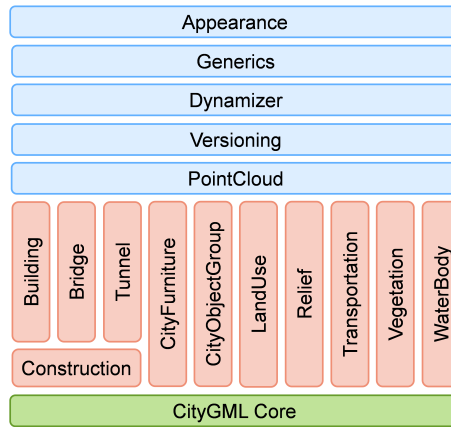 Appearance
Generics
Dynamizer
Versioning
PointCloud
Building
Bridge
Tunnel
CityFurniture
CityObjectGroup
LandUse
Relief
Transportation
Vegetation
WaterBody
Construction
CityGML Core